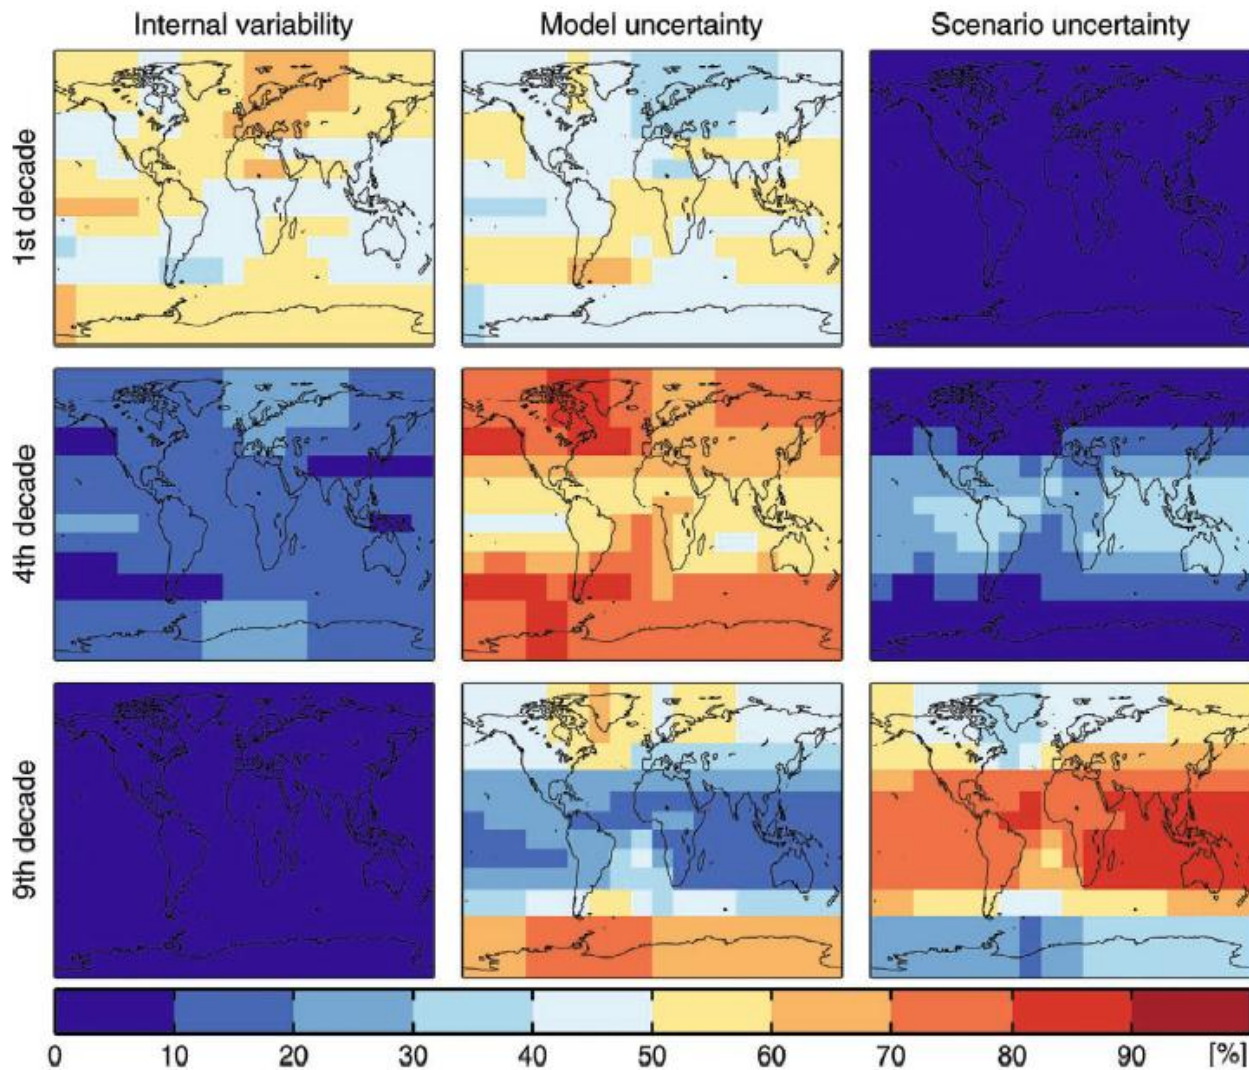 Internal variability Model uncertainty Scenario uncertainty
1st decade
4th decade
9th decade
0 10 20 30 40 50 60 70 80 90 [%]